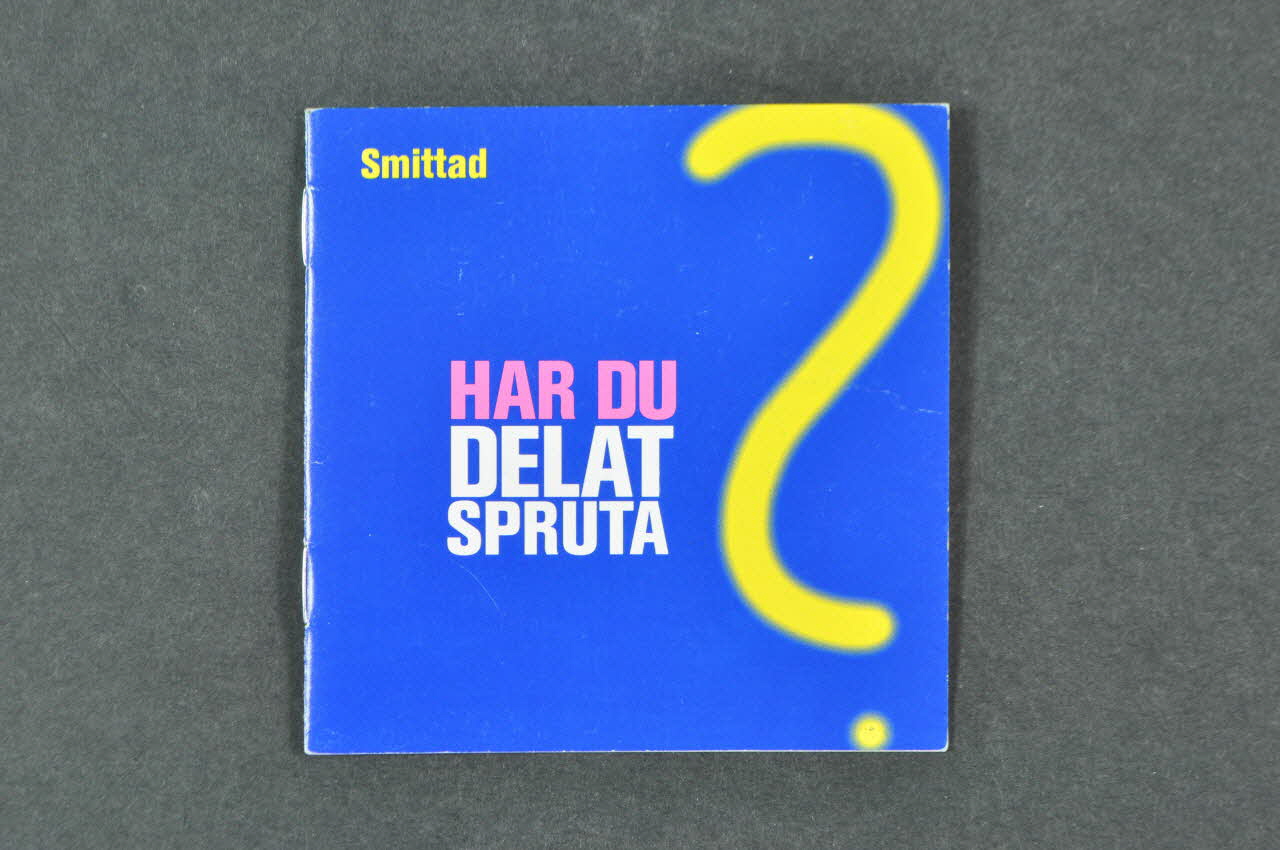 Smittad
HAR DU
DELAT
SPRUTA
?